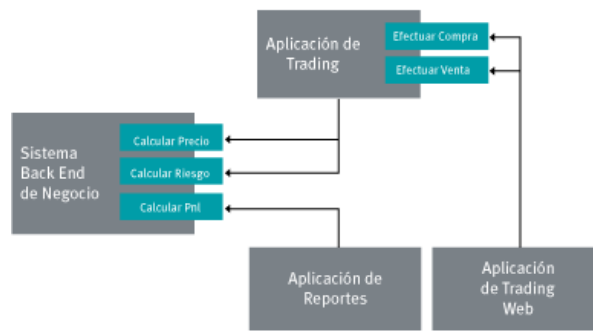 Aplicación de
Trading
Efectuar Compra
Efectuar Venta
Sistema
Back End
de Negocio
Calcular Precio
Calcular Riesgo
Calcular Pnl
Aplicación de
Reportes
Aplicación
de Trading
Web